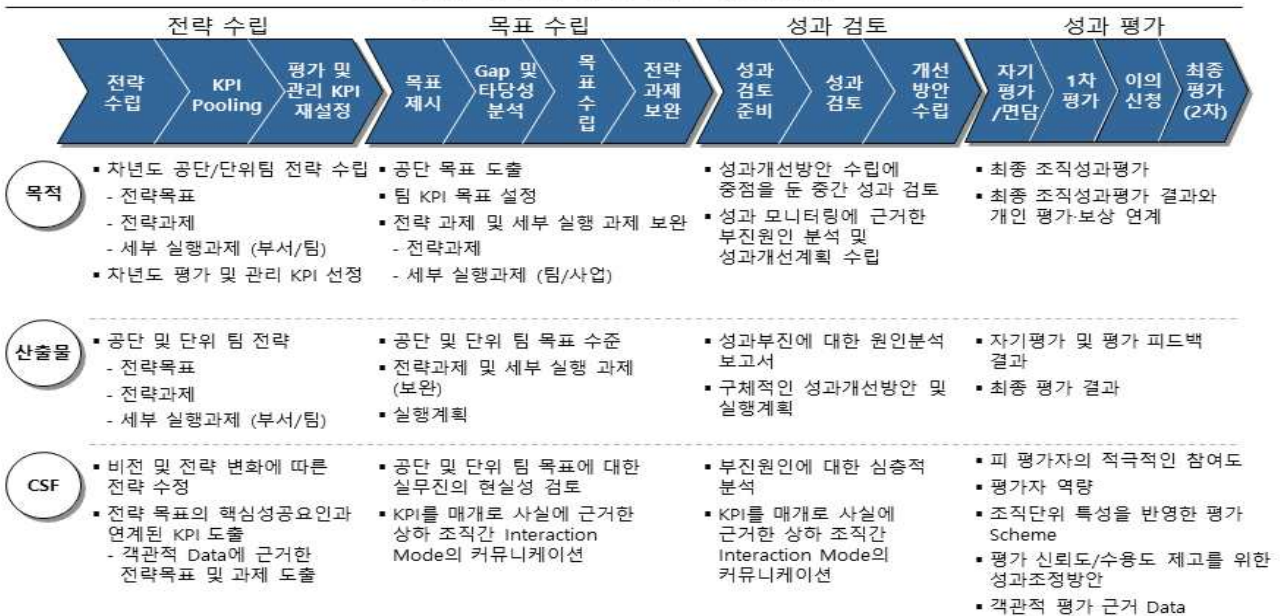 전략 수립
목표 수립
성과 검토
성과 평가
전략
수립
KPI
Pooling
평가 및
관리 KPI
재설정
목표
제시
Gap 및
타당성
분석
목
표
수
립
전략
과제
보완
성과
검토
준비
성과
검토
개선
방안
수립
자기
평가
/면담
1차
평가
이의
신청
최종
평가
(2차)
목적
▪ 차년도 공단/단위팀 전략 수립
- 전략목표
- 전략과제
- 세부 실행과제 (부서/팀)
▪ 차년도 평가 및 관리 KPI 선정
▪ 공단 목표 도출
▪ 팀 KPI 목표 설정
▪ 전략 과제 및 세부 실행 과제 보완
- 전략과제
- 세부 실행과제 (팀/사업)
▪ 성과개선방안 수립에
중점을 둔 중간 성과 검토
▪ 성과 모니터링에 근거한
부진원인 분석 및
성과개선계획 수립
▪ 최종 조직성과평가
▪ 최종 조직성과평가 결과와
개인 평가·보상 연계
산출물
▪ 공단 및 단위 팀 전략
- 전략목표
- 전략과제
- 세부 실행과제 (부서/팀)
▪ 공단 및 단위 팀 목표 수준
▪ 전략과제 및 세부 실행 과제
(보완)
▪ 실행계획
▪ 성과부진에 대한 원인분석
보고서
▪ 구체적인 성과개선방안 및
실행계획
▪ 자기평가 및 평가 피드백
결과
▪ 최종 평가 결과
CSF
▪ 비전 및 전략 변화에 따른
전략 수정
▪ 전략 목표의 핵심성공요인과
연계된 KPI 도출
- 객관적 Data에 근거한
전략목표 및 과제 도출
▪ 공단 및 단위 팀 목표에 대한
실무진의 현실성 검토
▪ KPI를 매개로 사실에 근거한
상하 조직간 Interaction
Mode의 커뮤니케이션
▪ 부진원인에 대한 심층적
분석
▪ KPI를 매개로 사실에
근거한 상하 조직간
Interaction Mode의
커뮤니케이션
▪ 피 평가자의 적극적인 참여도
▪ 평가자 역량
▪ 조직단위 특성을 반영한 평가
Scheme
▪ 평가 신뢰도/수용도 제고를 위한
성과조정방안
▪ 객관적 평가 근거 Data